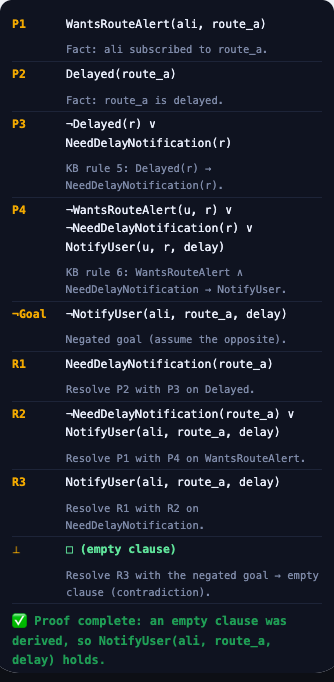 P1 WantsRouteAlert(ali, route_a)
Fact: ali subscribed to route_a.
P2 Delayed(route_a)
Fact: route_a is delayed.
P3 ¬Delayed(r) ∨
NeedDelayNotification(r)
KB rule 5: Delayed(r) →
NeedDelayNotification(r).
P4 ¬WantsRouteAlert(u, r) ∨
¬NeedDelayNotification(r) ∨
NotifyUser(u, r, delay)
KB rule 6: WantsRouteAlert ∧
NeedDelayNotification → NotifyUser.
¬Goal ¬NotifyUser(ali, route_a, delay)
Negated goal (assume the opposite).
R1 NeedDelayNotification(route_a)
Resolve P2 with P3 on Delayed.
R2 ¬NeedDelayNotification(route_a) ∨
NotifyUser(ali, route_a, delay)
Resolve P1 with P4 on WantsRouteAlert.
R3 NotifyUser(ali, route_a, delay)
Resolve R1 with R2 on
NeedDelayNotification.
⊥ □ (empty clause)
Resolve R3 with the negated goal → empty
clause (contradiction).
✅ Proof complete: an empty clause was
derived, so NotifyUser(ali, route_a,
delay) holds.